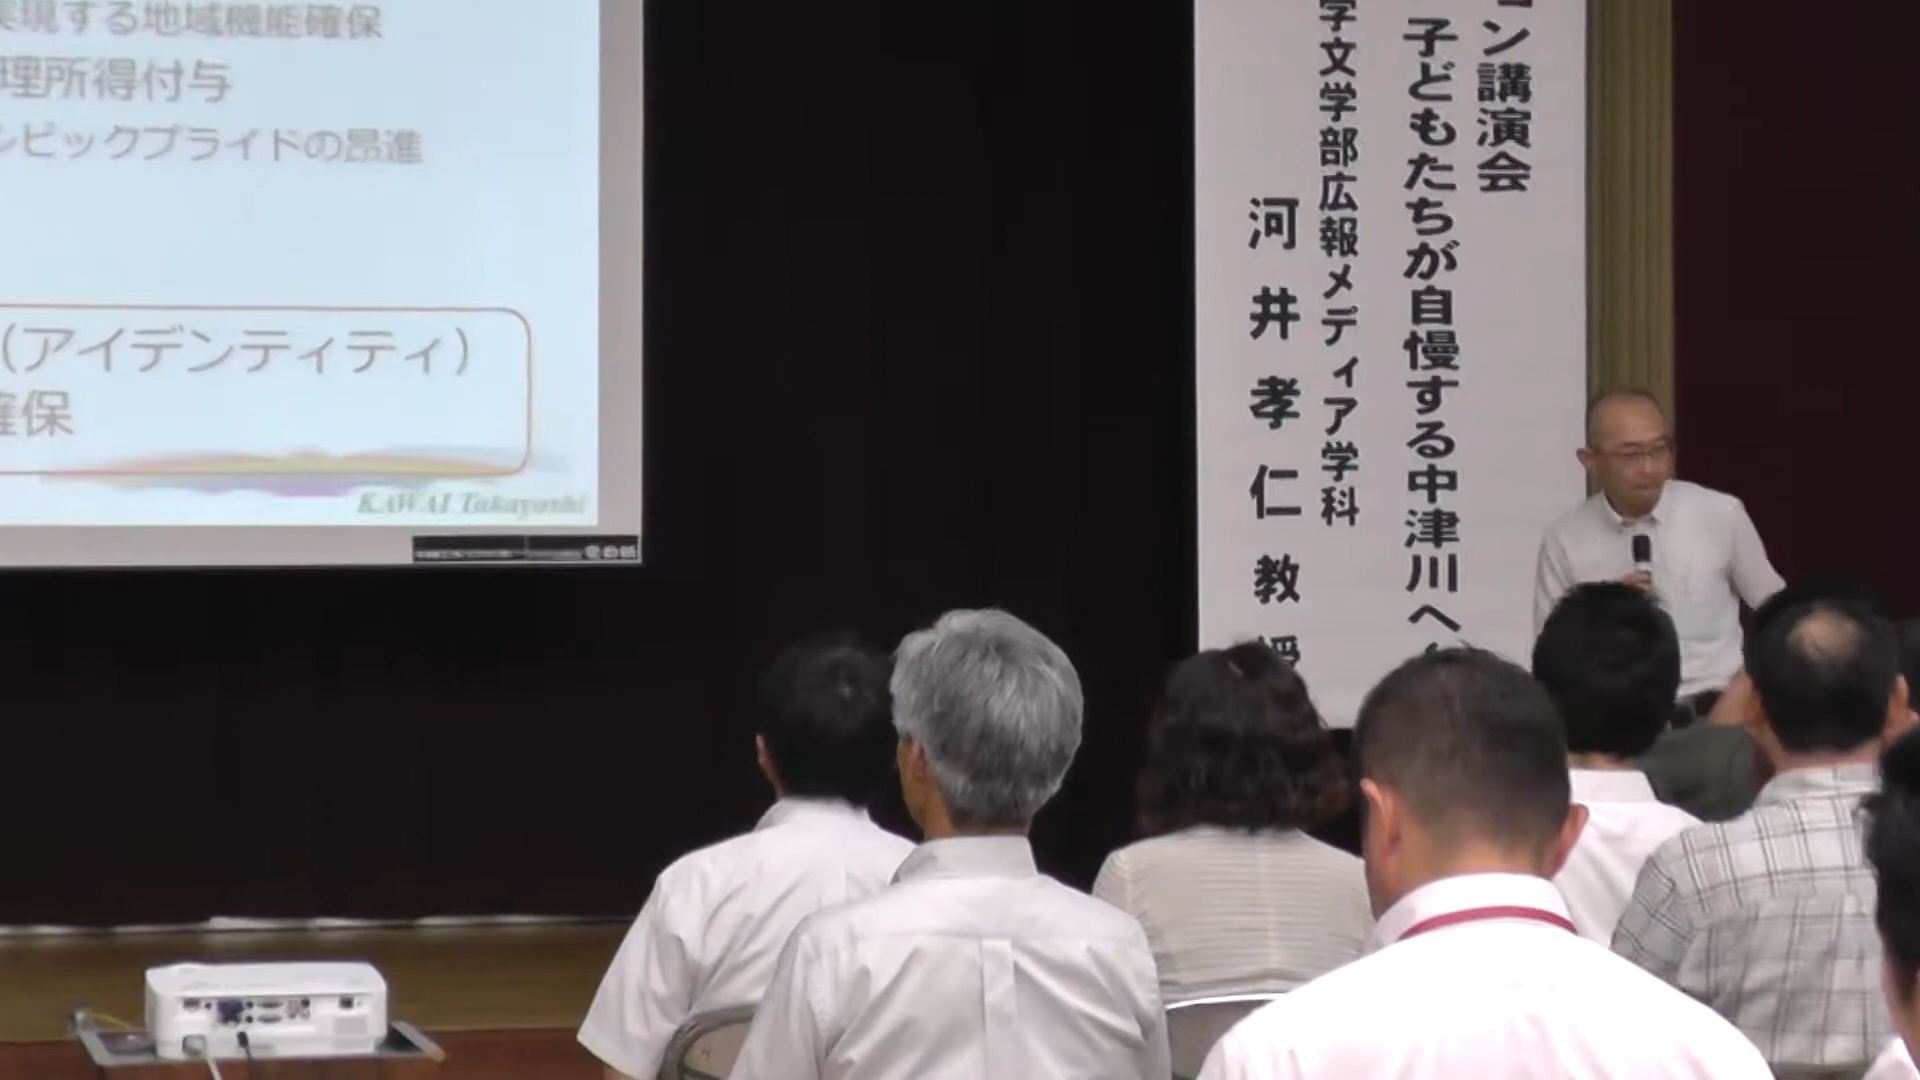 実現する地域機能確保
理所得付与
シビックプライドの昂進
（アイデンティティ）
確保
KAWAI Takayoshi
ョン講演会
子どもたちが自慢する中津川へ
学文学部広報メディア学科
河井孝仁教授